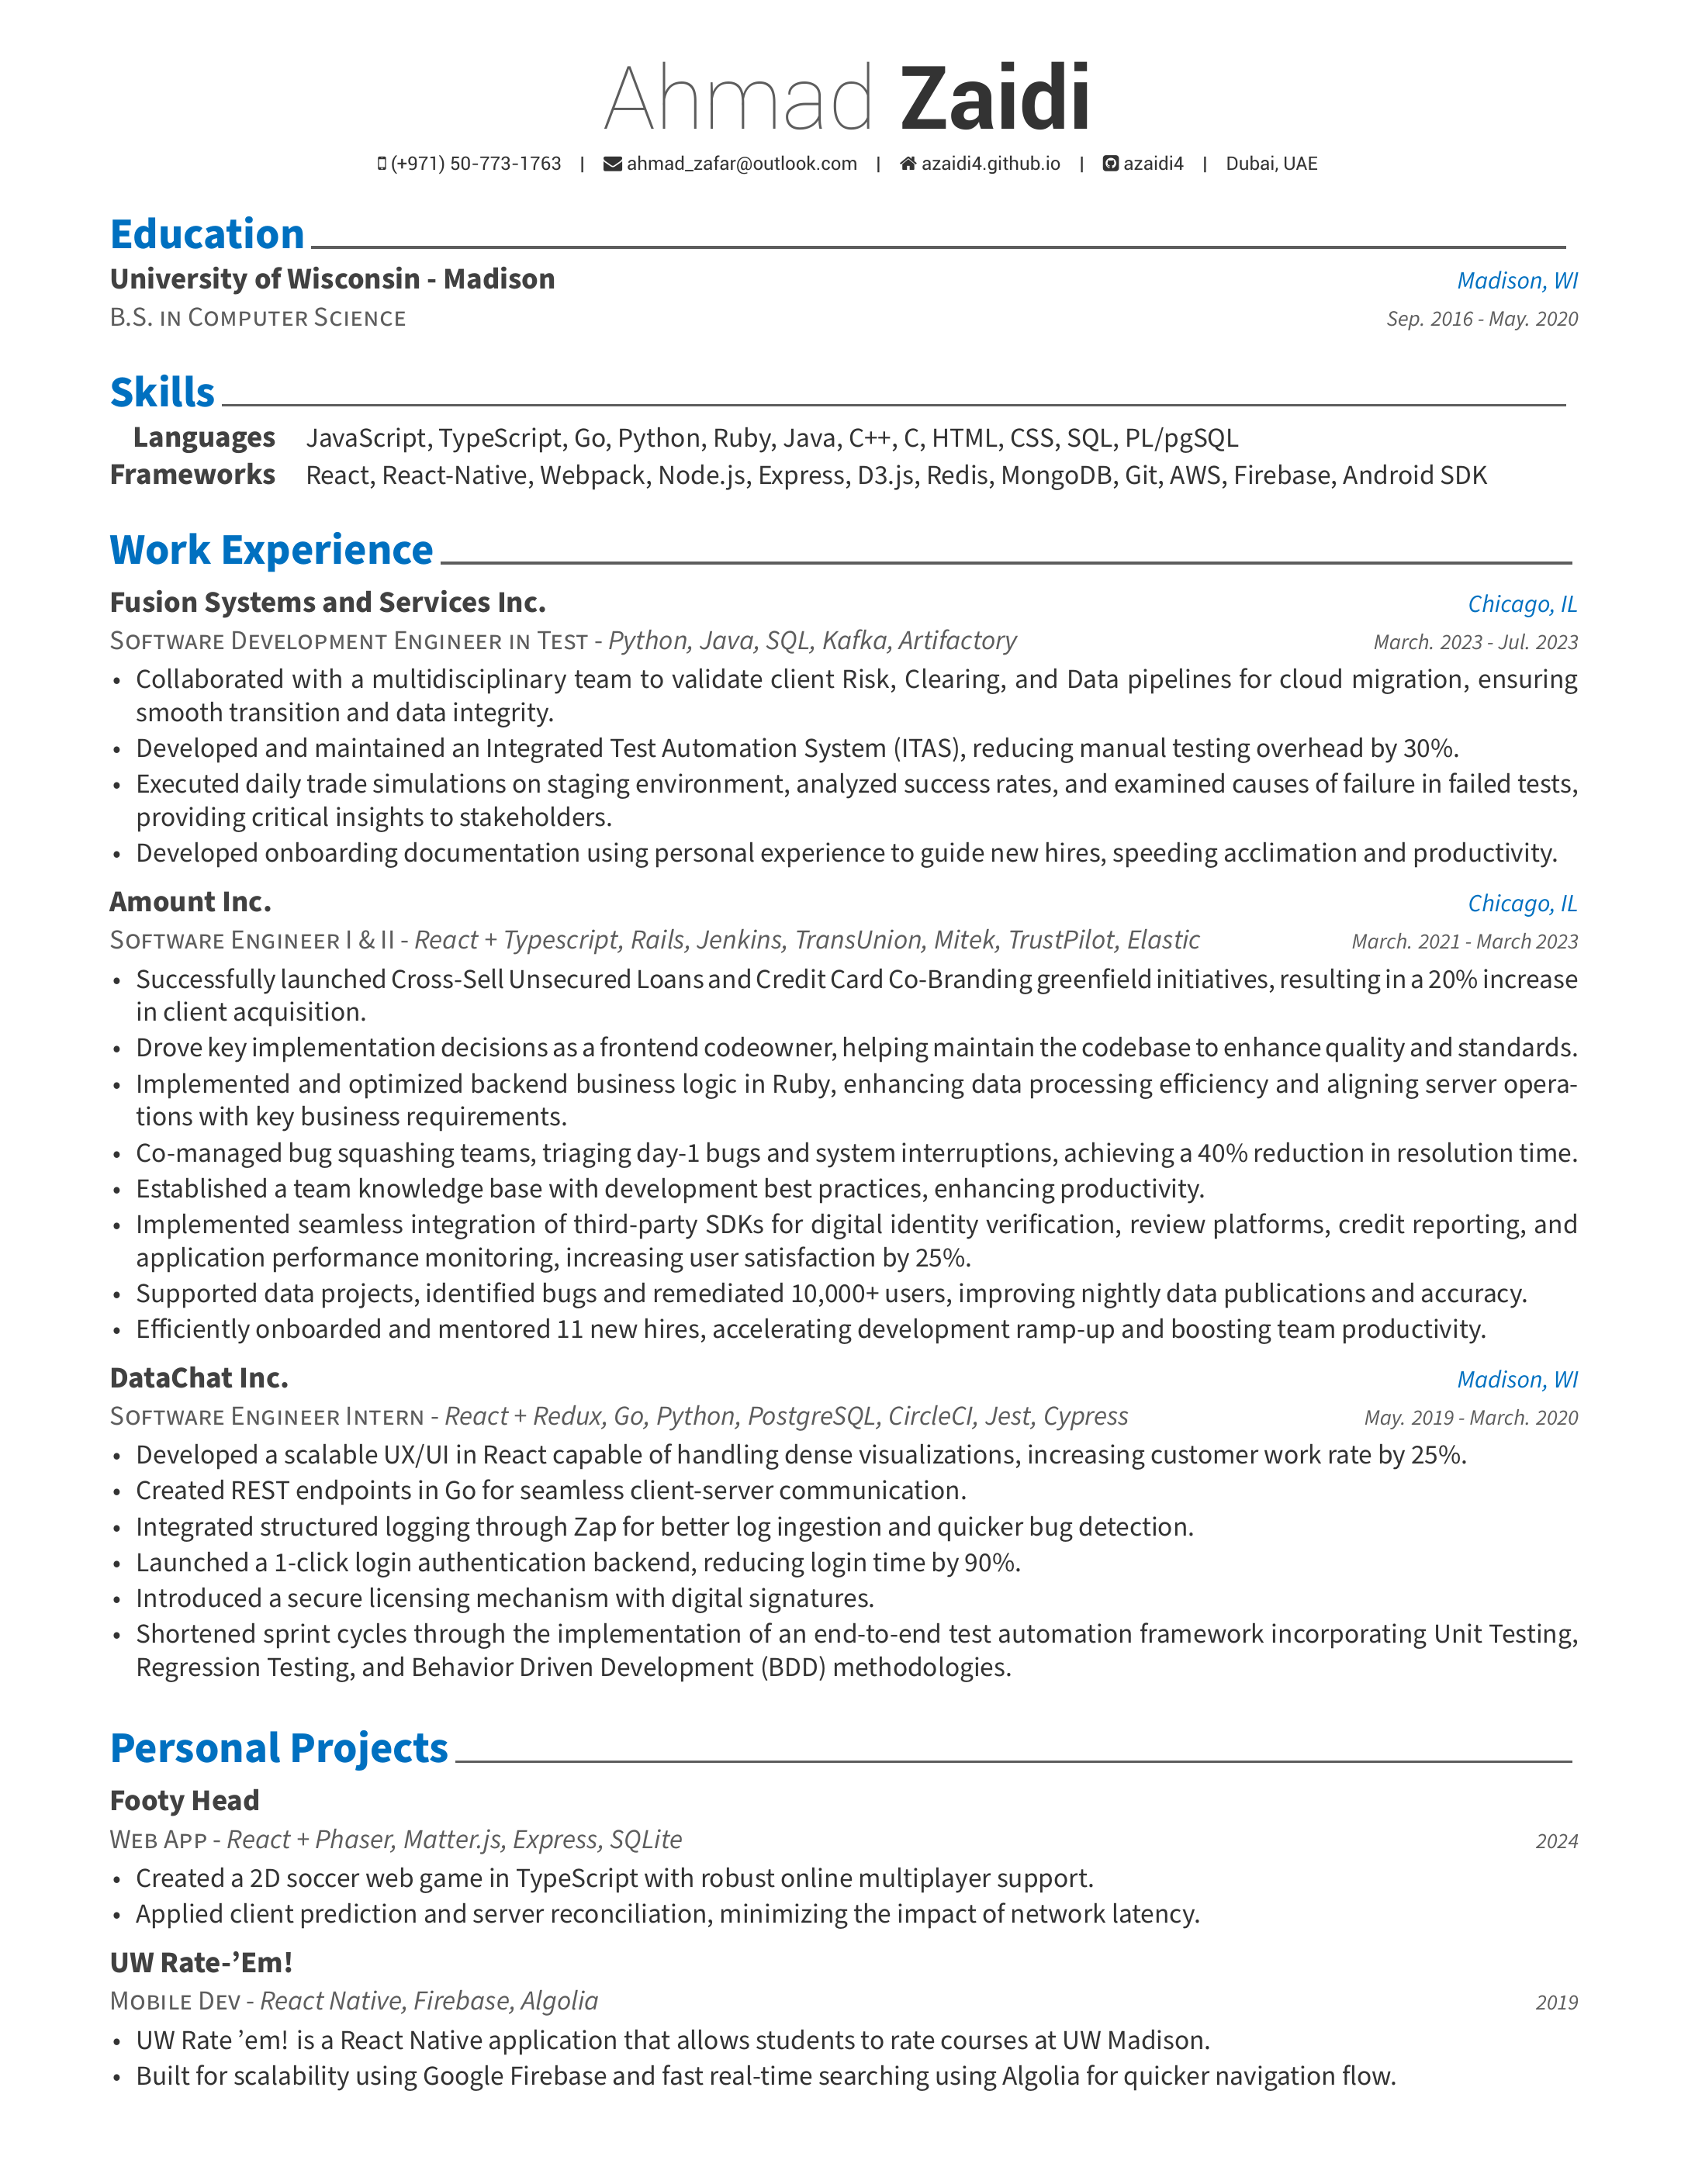 Ahmad Zaidi
(+971) 50-773-1763 | ahmad_zafar@outlook.com | azaidi4.github.io | azaidi4 | Dubai, UAE
Education
University of Wisconsin - Madison Madison, WI
B.S. in Computer Science Sep. 2016 - May. 2020
Skills
Languages JavaScript, TypeScript, Go, Python, Ruby, Java, C++, C, HTML, CSS, SQL, PL/pgSQL
Frameworks React, React-Native, Webpack, Node.js, Express, D3.js, Redis, MongoDB, Git, AWS, Firebase, Android SDK
Work Experience
Fusion Systems and Services Inc. Chicago, IL
Software Development Engineer in Test - Python, Java, SQL, Kafka, Artifactory March. 2023 - Jul. 2023
• Collaborated with a multidisciplinary team to validate client Risk, Clearing, and Data pipelines for cloud migration, ensuring
smooth transition and data integrity.
• Developed and maintained an Integrated Test Automation System (ITAS), reducing manual testing overhead by 30%.
• Executed daily trade simulations on staging environment, analyzed success rates, and examined causes of failure in failed tests,
providing critical insights to stakeholders.
• Developed onboarding documentation using personal experience to guide new hires, speeding acclimation and productivity.
Amount Inc. Chicago, IL
Software Engineer I & II - React + Typescript, Rails, Jenkins, TransUnion, Mitek, TrustPilot, Elastic March. 2021 - March 2023
• Successfully launched Cross-Sell Unsecured Loans and Credit Card Co-Branding greenfield initiatives, resulting in a 20% increase
in client acquisition.
• Drove key implementation decisions as a frontend codeowner, helping maintain the codebase to enhance quality and standards.
• Implemented and optimized backend business logic in Ruby, enhancing data processing efficiency and aligning server opera-
tions with key business requirements.
• Co-managed bug squashing teams, triaging day-1 bugs and system interruptions, achieving a 40% reduction in resolution time.
• Established a team knowledge base with development best practices, enhancing productivity.
• Implemented seamless integration of third-party SDKs for digital identity verification, review platforms, credit reporting, and
application performance monitoring, increasing user satisfaction by 25%.
• Supported data projects, identified bugs and remediated 10,000+ users, improving nightly data publications and accuracy.
• Efficiently onboarded and mentored 11 new hires, accelerating development ramp-up and boosting team productivity.
DataChat Inc. Madison, WI
Software Engineer Intern - React + Redux, Go, Python, PostgreSQL, CircleCI, Jest, Cypress May. 2019 - March. 2020
• Developed a scalable UX/UI in React capable of handling dense visualizations, increasing customer work rate by 25%.
• Created REST endpoints in Go for seamless client-server communication.
• Integrated structured logging through Zap for better log ingestion and quicker bug detection.
• Launched a 1-click login authentication backend, reducing login time by 90%.
• Introduced a secure licensing mechanism with digital signatures.
• Shortened sprint cycles through the implementation of an end-to-end test automation framework incorporating Unit Testing,
Regression Testing, and Behavior Driven Development (BDD) methodologies.
Personal Projects
Footy Head
Web App - React + Phaser, Matter.js, Express, SQLite 2024
• Created a 2D soccer web game in TypeScript with robust online multiplayer support.
• Applied client prediction and server reconciliation, minimizing the impact of network latency.
UW Rate-’Em!
Mobile Dev - React Native, Firebase, Algolia 2019
• UW Rate ’em! is a React Native application that allows students to rate courses at UW Madison.
• Built for scalability using Google Firebase and fast real-time searching using Algolia for quicker navigation flow.